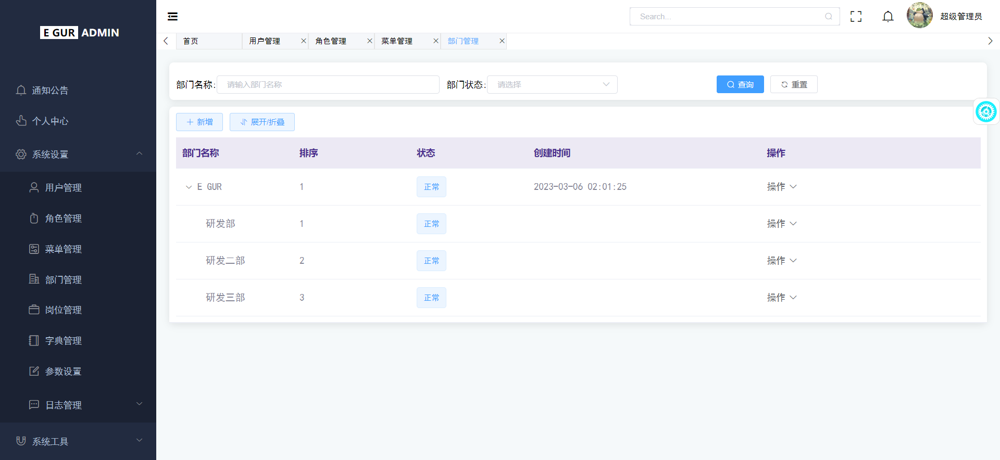 E GUR ADMIN
通知公告
个人中心
系统设置
用户管理
角色管理
菜单管理
部门管理
岗位管理
字典管理
参数设置
日志管理
系统工具
Search...
超级管理员
首页 用户管理 角色管理 菜单管理 部门管理
部门名称: 请输入部门名称 部门状态: 请选择 查询 重置
新增 展开/折叠
部门名称 排序 状态 创建时间 操作
E GUR 1 正常 2023-03-06 02:01:25 操作
研发部 1 正常 操作
研发二部 2 正常 操作
研发三部 3 正常 操作